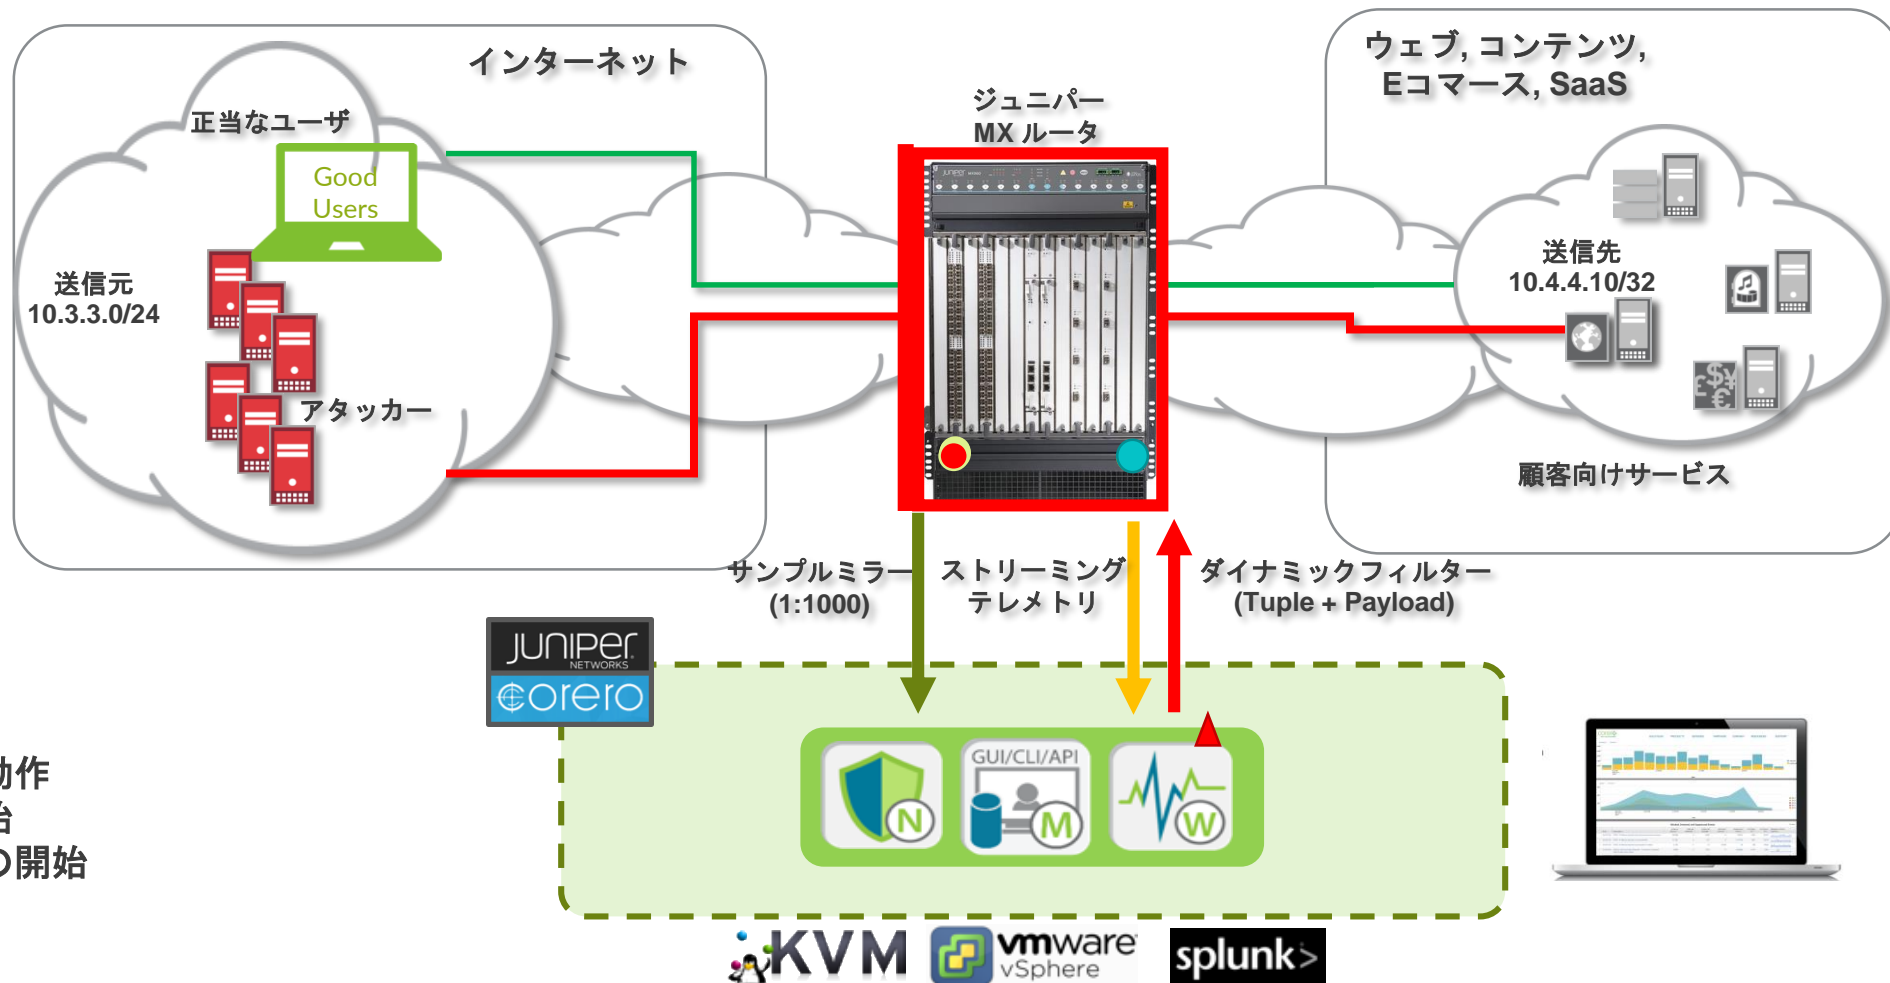 インターネット
正当なユーザ
Good
Users
送信元
10.3.3.0/24
アタッカー
ジュニパー
MX ルータ
JUNIPER
ウェブ, コンテンツ,
Eコマース, SaaS
送信先
10.4.4.10/32
顧客向けサービス
サンプルミラー
(1:1000)
ストリーミング
テレメトリ
ダイナミックフィルター
(Tuple + Payload)
JUNIPER
NETWORKS
corero
GUI/CLI/API
N
M
W
動作
始
の開始
KVM
vmware
vSphere
splunk>